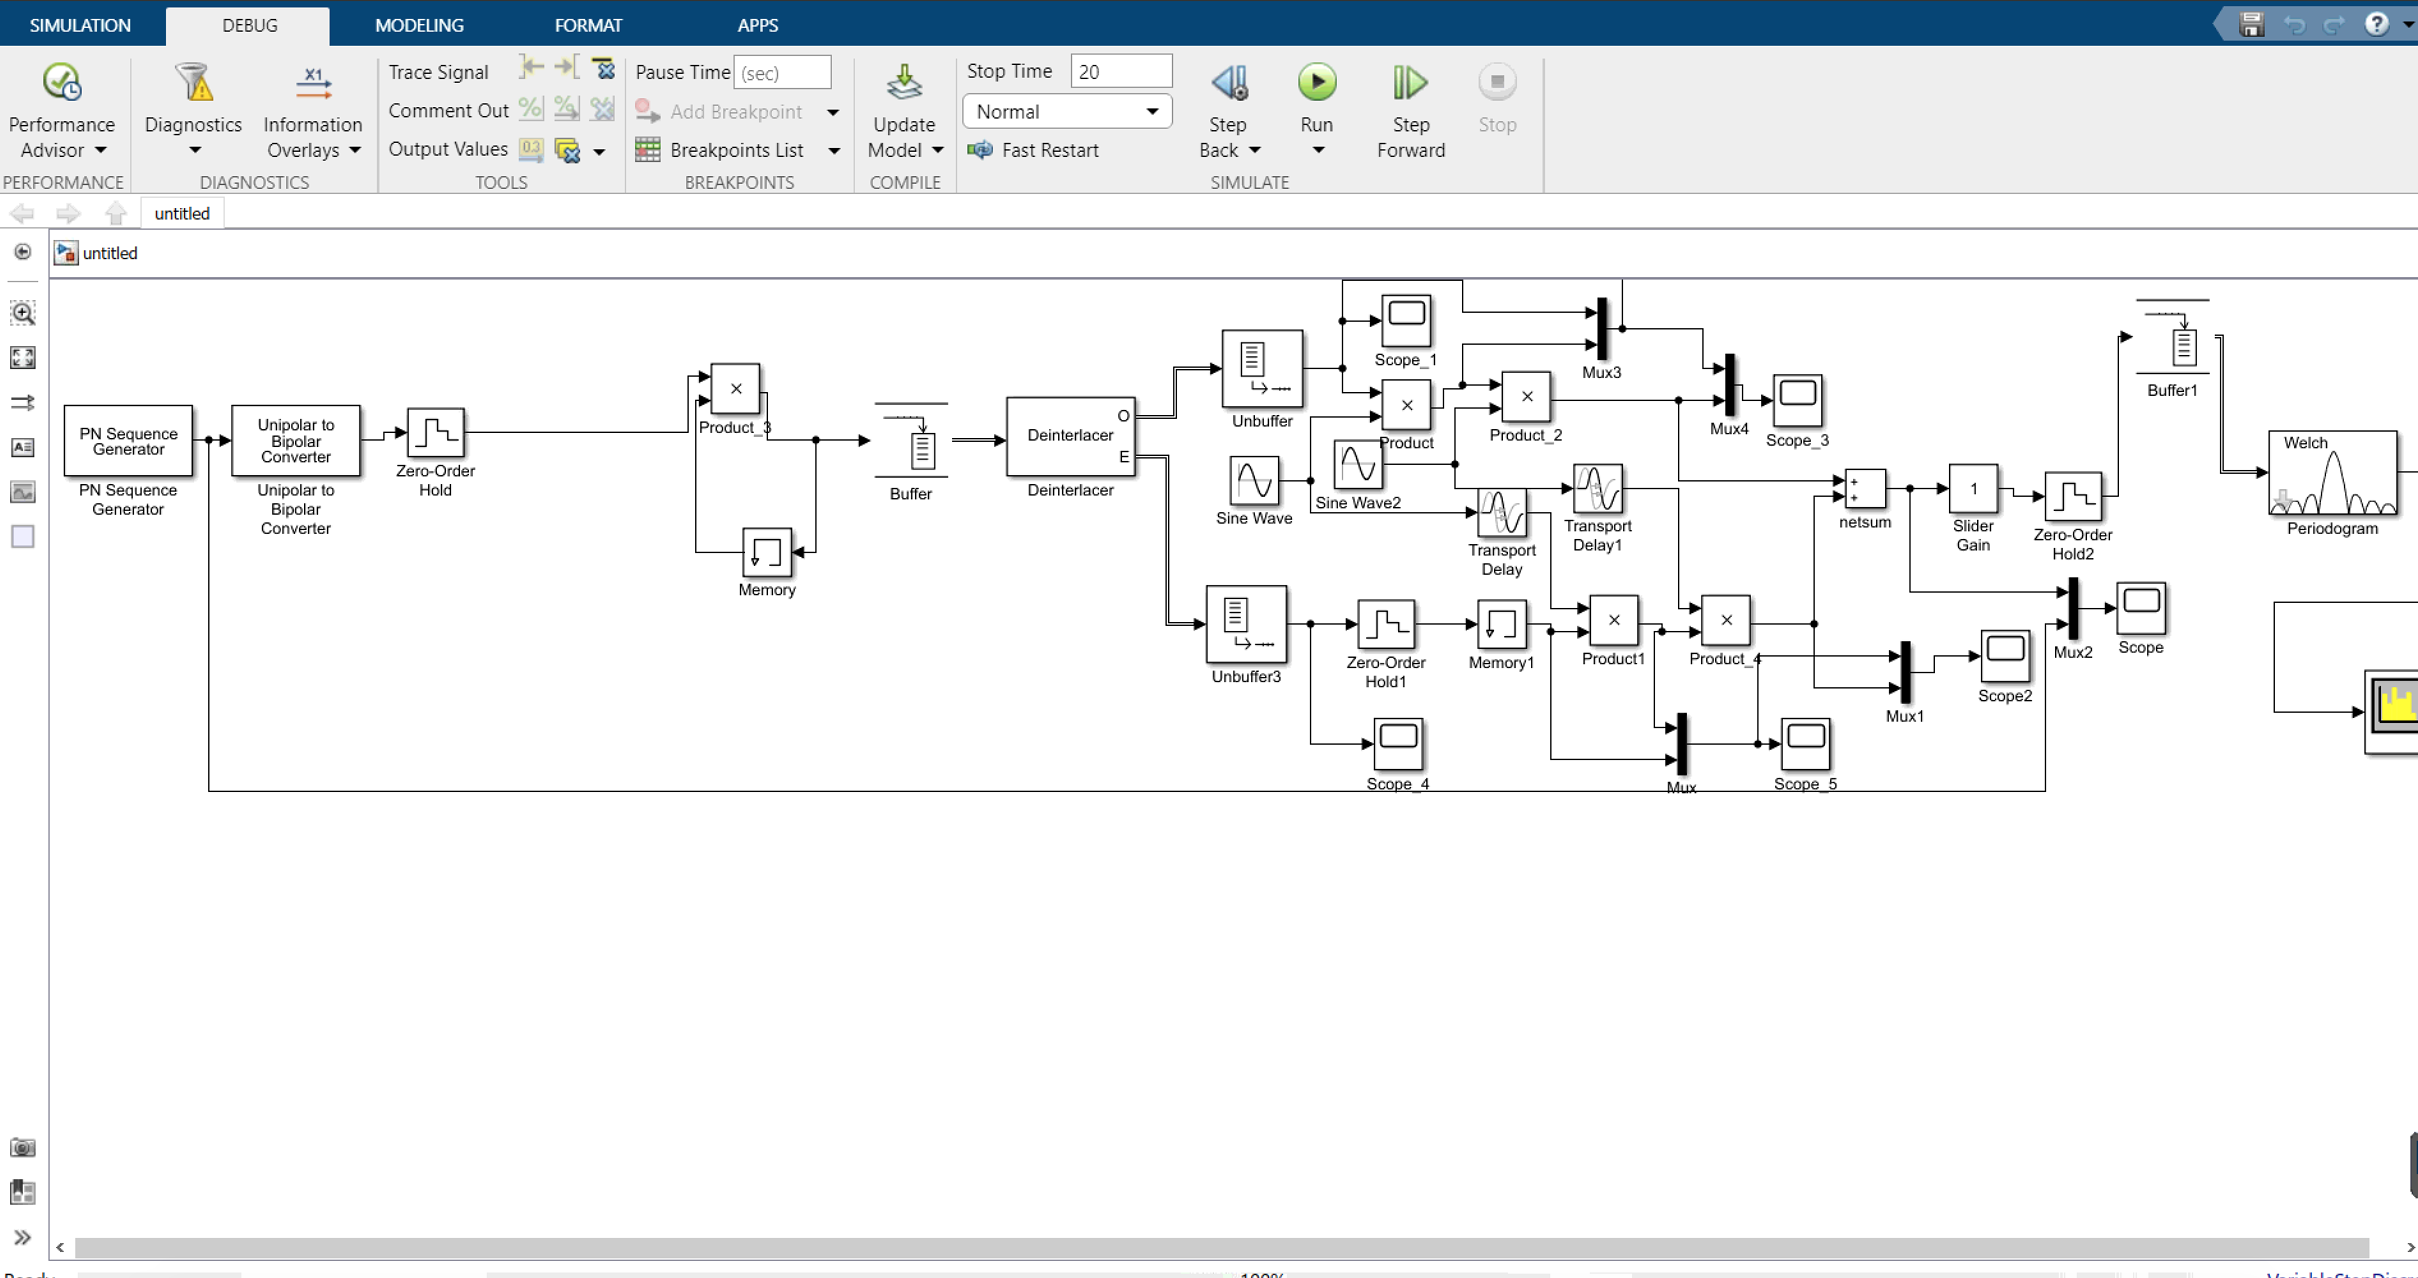 SIMULATION
DEBUG
MODELING
FORMAT
APPS
Performance
Advisor
PERFORMANCE
Diagnostics
Information
Overlays
DIAGNOSTICS
Trace Signal
Comment Out
Output Values
TOOLS
Pause Time (sec)
Add Breakpoint
Breakpoints List
BREAKPOINTS
Update
Model
COMPILE
Stop Time 20
Normal
Fast Restart
Step
Back
Run
Step
Forward
Stop
SIMULATE
untitled
untitled
PN Sequence
Generator
PN Sequence
Generator
Unipolar to
Bipolar
Converter
Unipolar to
Bipolar
Converter
Zero-Order
Hold
×
Product_3
Memory
Buffer
Deinterlacer
O
E
Deinterlacer
Unbuffer
Scope_1
×
Product
Sine Wave
Sine Wave2
×
Product_2
Mux3
Mux4
Scope_3
Transport
Delay
Transport
Delay1
Unbuffer3
Zero-Order
Hold1
Memory1
×
Product1
×
Product_4
Scope_4
Mux
Scope_5
+
+
netsum
1
Slider
Gain
Zero-Order
Hold2
Mux1
Scope2
Mux2
Scope
Buffer1
Welch
Periodogram